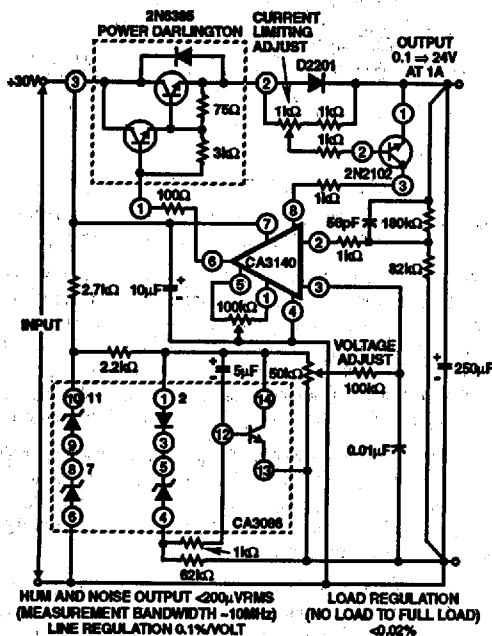 2N6385
POWER DARLINGTON
CURRENT
LIMITING
ADJUST
OUTPUT
0.1 ⇒ 24V
AT 1A
+30V
3
2
D2201
75Ω
3kΩ
1kΩ
1kΩ
1kΩ
1
2
2N2102
3
1kΩ
1
100Ω
8
7
6
CA3140
2
1kΩ
56pF
180kΩ
82kΩ
5
1
4
3
100kΩ
2.7kΩ
10μF
+
-
INPUT
VOLTAGE
ADJUST
2.2kΩ
+
-
5μF
50kΩ
100kΩ
+
-
250μF
10
11
1
2
14
12
9
3
8
7
5
13
0.01μF
6
4
CA3086
1kΩ
62kΩ
HUM AND NOISE OUTPUT <200μVRMS
(MEASUREMENT BANDWIDTH ~10MHz)
LINE REGULATION 0.1%/VOLT
LOAD REGULATION
(NO LOAD TO FULL LOAD)
<0.02%